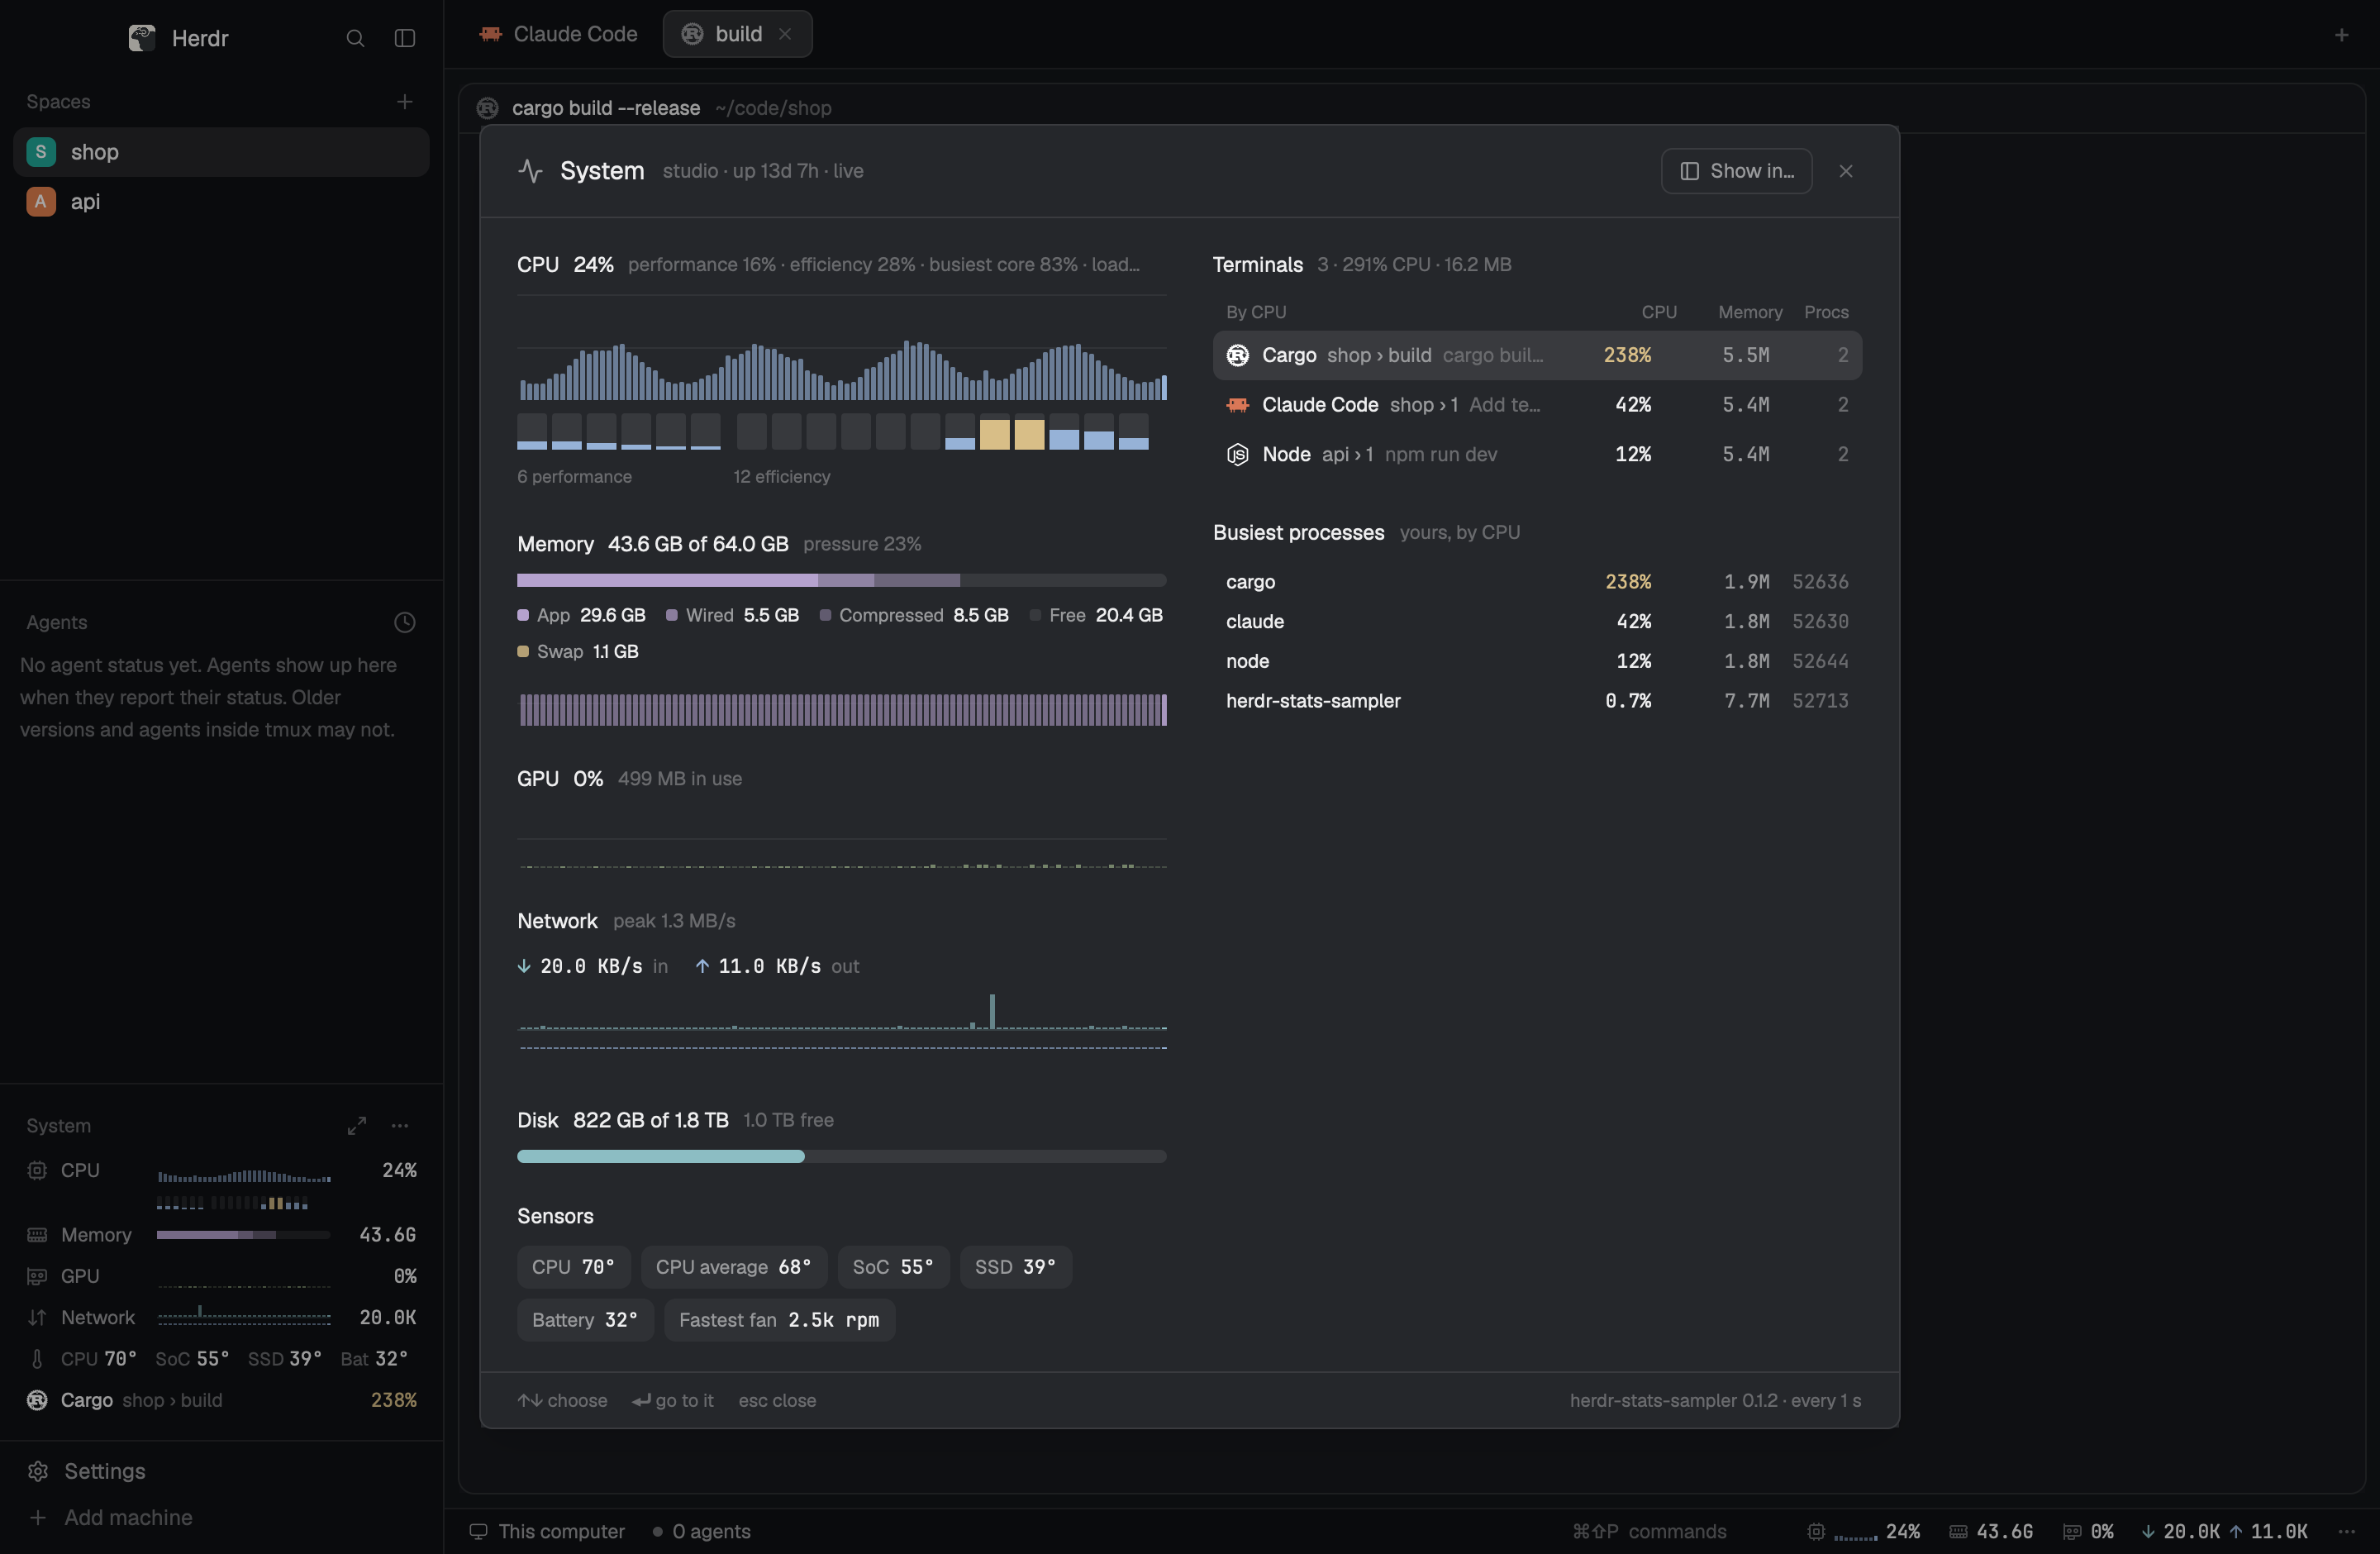 Herdr
Spaces
S shop
A api
Agents
No agent status yet. Agents show up here
when they report their status. Older
versions and agents inside tmux may not.
System
CPU 24%
Memory 43.6G
GPU 0%
Network 20.0K
CPU 70° SoC 55° SSD 39° Bat 32°
Cargo shop › build 238%
Settings
Add machine
Claude Code
build
cargo build --release ~/code/shop
System studio · up 13d 7h · live
Show in...
CPU 24% performance 16% · efficiency 28% · busiest core 83% · load...
6 performance 12 efficiency
Memory 43.6 GB of 64.0 GB pressure 23%
App 29.6 GB Wired 5.5 GB Compressed 8.5 GB Free 20.4 GB
Swap 1.1 GB
GPU 0% 499 MB in use
Network peak 1.3 MB/s
↓ 20.0 KB/s in ↑ 11.0 KB/s out
Disk 822 GB of 1.8 TB 1.0 TB free
Sensors
CPU 70° CPU average 68° SoC 55° SSD 39°
Battery 32° Fastest fan 2.5k rpm
Terminals 3 · 291% CPU · 16.2 MB
By CPU CPU Memory Procs
Cargo shop › build cargo buil... 238% 5.5M 2
Claude Code shop › 1 Add te... 42% 5.4M 2
JS Node api › 1 npm run dev 12% 5.4M 2
Busiest processes yours, by CPU
cargo 238% 1.9M 52636
claude 42% 1.8M 52630
node 12% 1.8M 52644
herdr-stats-sampler 0.7% 7.7M 52713
↑↓ choose ↵ go to it esc close
herdr-stats-sampler 0.1.2 · every 1 s
This computer 0 agents
⌘⇧P commands 24% 43.6G 0% ↓ 20.0K ↑ 11.0K